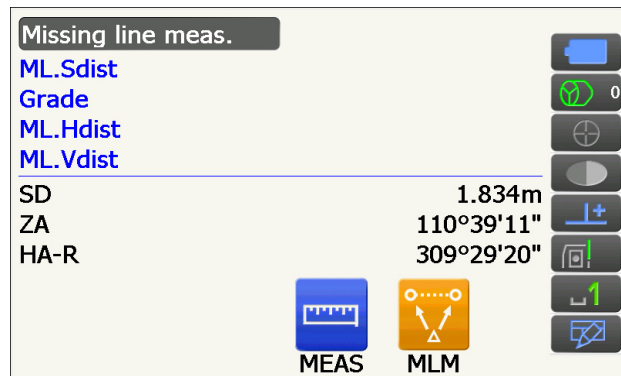 Missing line meas.
ML.Sdist
Grade
ML.Hdist
ML.Vdist
SD 1.834m
ZA 110°39'11"
HA-R 309°29'20"
0
1
MEAS MLM